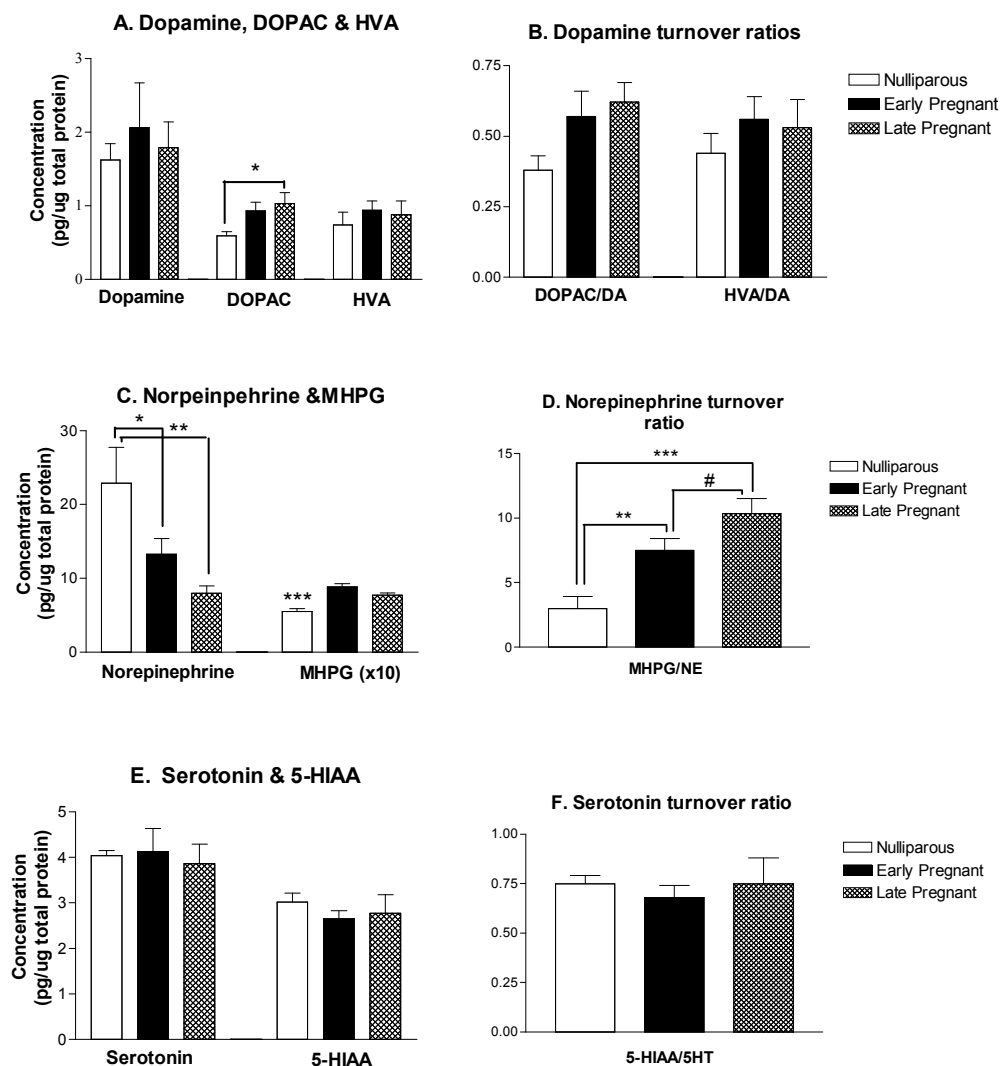 A. Dopamine, DOPAC & HVA
Concentration
(pg/ug total protein)
3
2
1
0
*
Dopamine
DOPAC
HVA
B. Dopamine turnover ratios
0.75
0.50
0.25
0.00
DOPAC/DA
HVA/DA
Nulliparous
Early Pregnant
Late Pregnant
C. Norpeinpehrine &MHPG
Concentration
(pg/ug total protein)
30
20
10
0
*
**
***
Norepinephrine
MHPG (x10)
D. Norepinephrine turnover
ratio
15
10
5
0
***
#
**
MHPG/NE
Nulliparous
Early Pregnant
Late Pregnant
E. Serotonin & 5-HIAA
Concentration
(pg/ug total protein)
5
4
3
2
1
0
Serotonin
5-HIAA
F. Serotonin turnover ratio
1.00
0.75
0.50
0.25
0.00
5-HIAA/5HT
Nulliparous
Early Pregnant
Late Pregnant